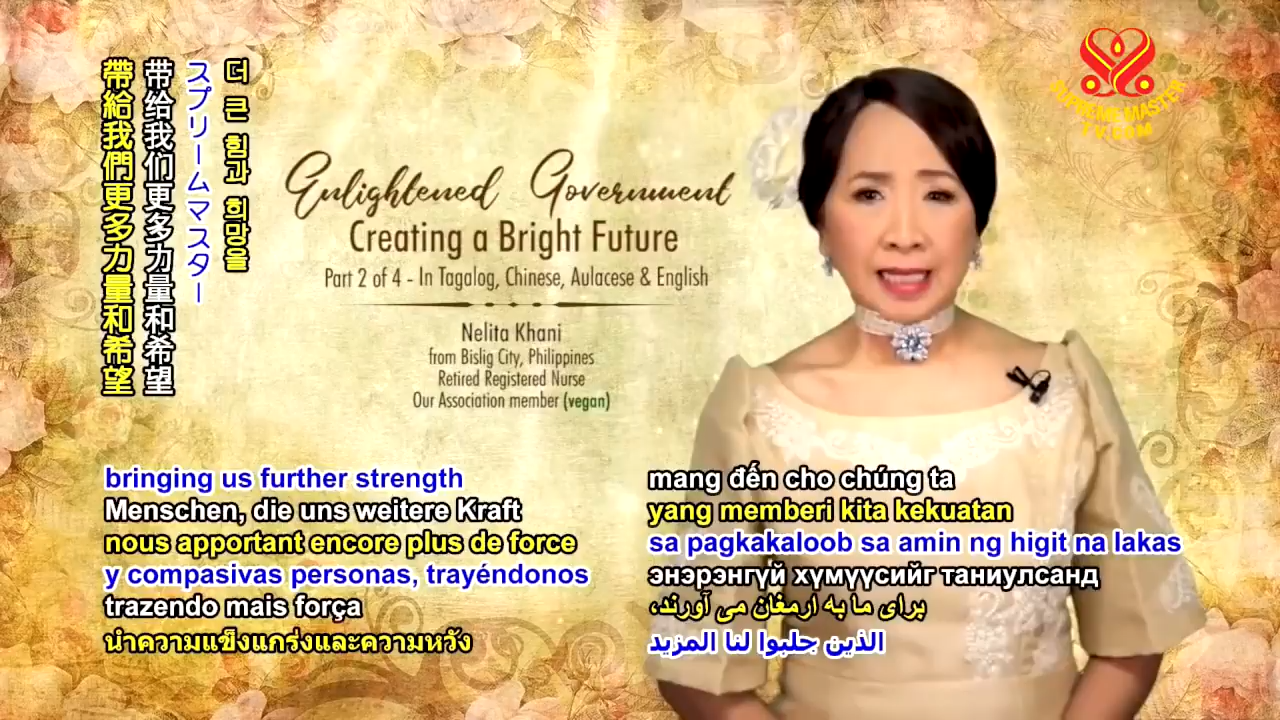 SUPREME MASTER
TV.COM
더 큰 힘과 희망을
スプリームマスター
带给我们更多力量和希望
帶給我們更多力量和希望
Enlightened Government
Creating a Bright Future
Part 2 of 4 - In Tagalog, Chinese, Aulacese & English
Nelita Khani
from Bislig City, Philippines
Retired Registered Nurse
Our Association member (vegan)
bringing us further strength
Menschen, die uns weitere Kraft
nous apportant encore plus de force
y compasivas personas, trayéndonos
trazendo mais força
นำความแข็งแกร่งและความหวัง
mang đến cho chúng ta
yang memberi kita kekuatan
sa pagkakaloob sa amin ng higit na lakas
энэрэнгүй хүмүүсийг таниулсанд
برای ما به ارمغان می آورند،
الذين جلبوا لنا المزيد